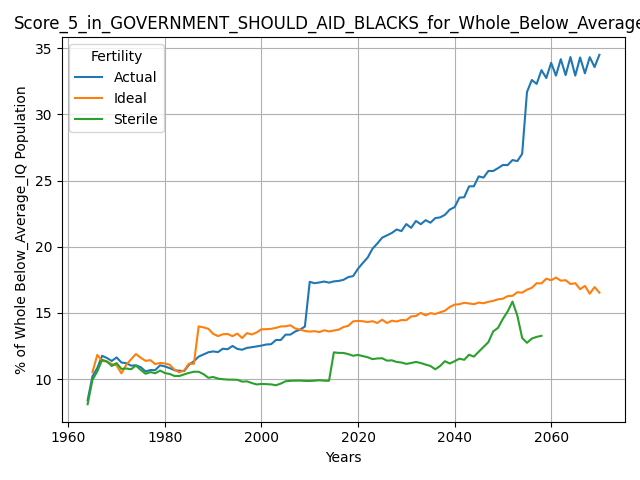 Score_5_in_GOVERNMENT_SHOULD_AID_BLACKS_for_Whole_Below_Average
Fertility
Actual
Ideal
Sterile
% of Whole Below_Average_IQ Population
35
30
25
20
15
10
1960 1980 2000 2020 2040 2060
Years